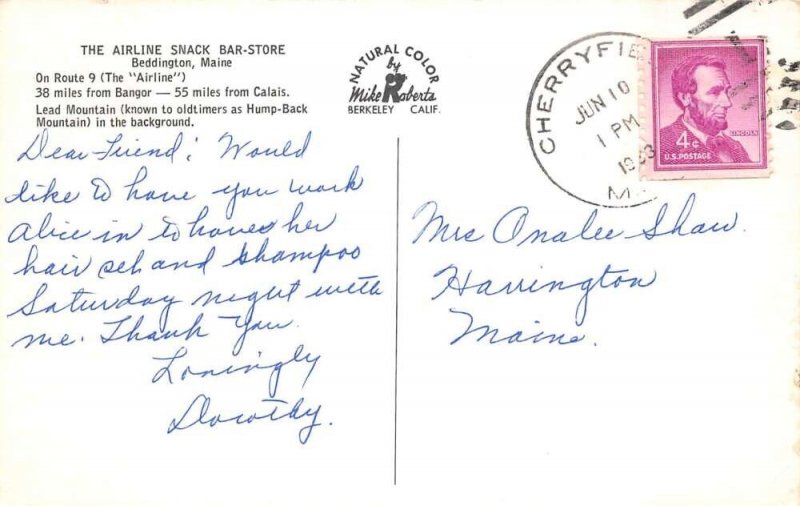 THE AIRLINE SNACK BAR-STORE
Beddington, Maine
On Route 9 (The "Airline")
38 miles from Bangor — 55 miles from Calais.
Lead Mountain (known to oldtimers as Hump-Back
Mountain) in the background.
NATURAL COLOR
by
Mike Roberts
BERKELEY CALIF.
CHERRYFIE
JUN 10
1 PM
1963
4¢
LINCOLN
U.S. POSTAGE
Dear Friend: Would
like to have you work
Alice in to have her
hair set and shampoo
Saturday night with
me. Thank You.
Lovingly
Dorothy.
Mrs Onalee Shaw.
Harrington
Maine.